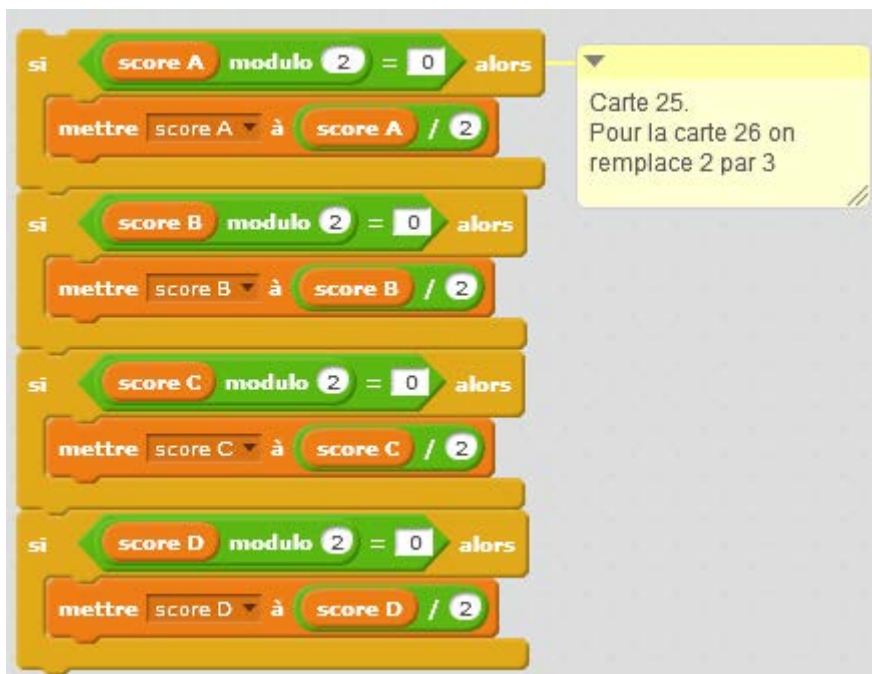 si score A modulo 2 = 0 alors
mettre score A à score A / 2
Carte 25.
Pour la carte 26 on
remplace 2 par 3
si score B modulo 2 = 0 alors
mettre score B à score B / 2
si score C modulo 2 = 0 alors
mettre score C à score C / 2
si score D modulo 2 = 0 alors
mettre score D à score D / 2